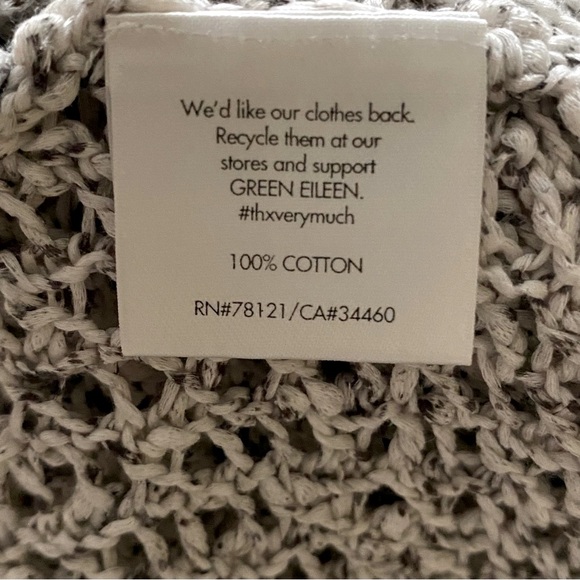 We'd like our clothes back.
Recycle them at our
stores and support
GREEN EILEEN.
#thxverymuch
100% COTTON
RN#78121/CA#34460